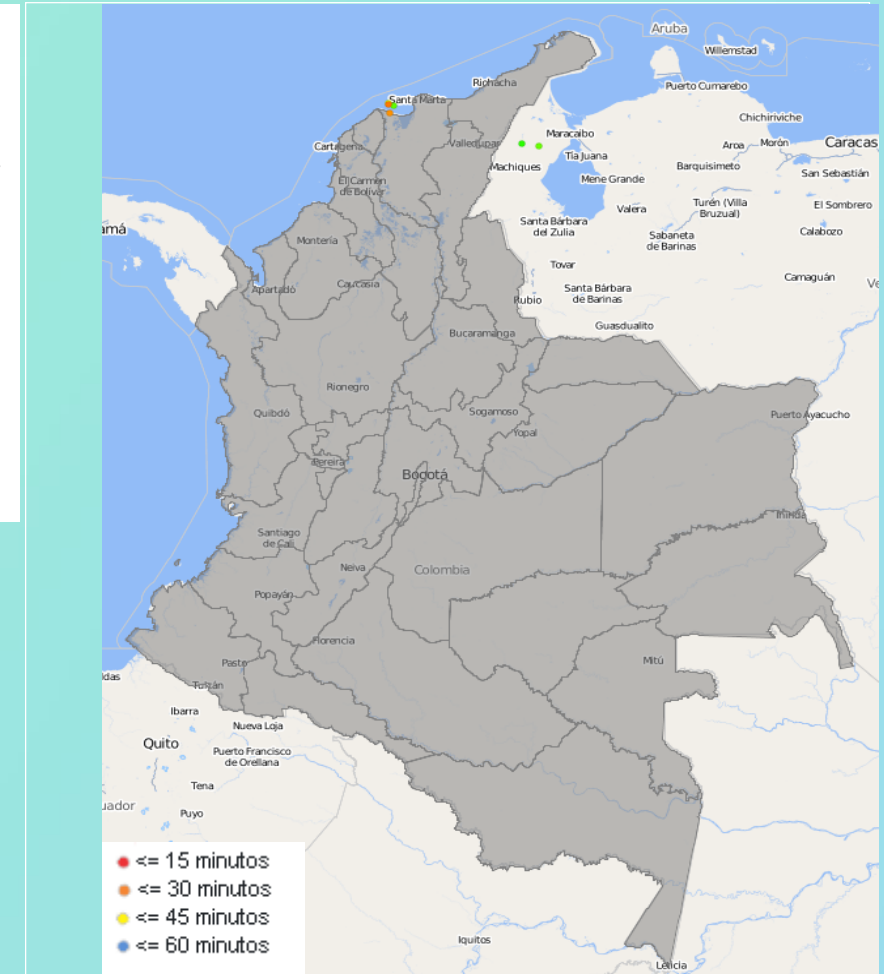 Aruba
Willemstad
Puerto Cumarebo
Riohacha
Santa Marta
Chichiriviche
Maracaibo
Cartagena
Valledupar
Aroa
Morón
Caracas
Machiques
Tía Juana
Barquisimeto
San Sebastián
El Carmen
de Bolívar
Mene Grande
Valera
Turén (Villa
Bruzual)
El Sombrero
amá
Santa Bárbara
del Zulia
Sabaneta
de Barinas
Calabozo
Montería
Tovar
Camaguán
Apartadó
Caucasia
Ve
Rubio
Santa Bárbara
de Barinas
Guasdualito
Bucaramanga
Rionegro
Quibdó
Sogamoso
Puerto Ayacucho
Yopal
Pereira
Bogotá
Inírida
Santiago
de Cali
Neiva
Colombia
Popayán
Florencia
Mitú
Pasto
ldas
Ibarra
Nueva Loja
Quito
Puerto Francisco
de Orellana
Tena
uador
Puyo
<= 15 minutos
<= 30 minutos
<= 45 minutos
<= 60 minutos
Iquitos
Leticia